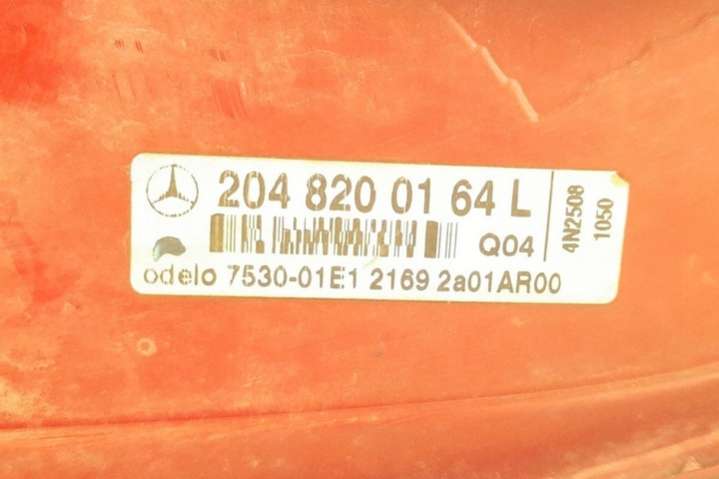 204 820 01 64 L
Q04
odelo 7530-01E1 2169 2a01AR00
4N2508
1050